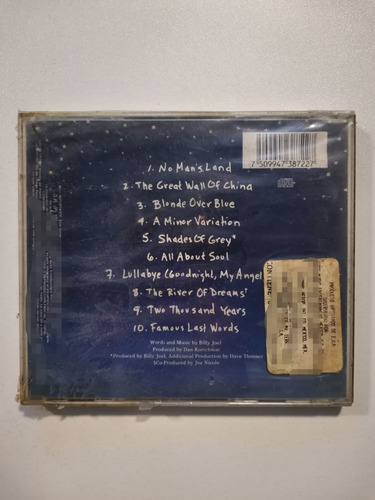 7 509947 387227
1. No Man's Land
2. The Great Wall Of China
3. Blonde Over Blue
4. A Minor Variation
5. Shades Of Grey*
6. All About Soul
7. Lullabye (Goodnight, My Angel
8. The River Of Dreams†
9. Two Thousand Years
10. Famous Last Words
Words and Music by Billy Joel
Produced by Dan Kortchmar
*Produced by Billy Joel, Additional Production by Dave Thoener
Co-Produced by Joe Nicolo